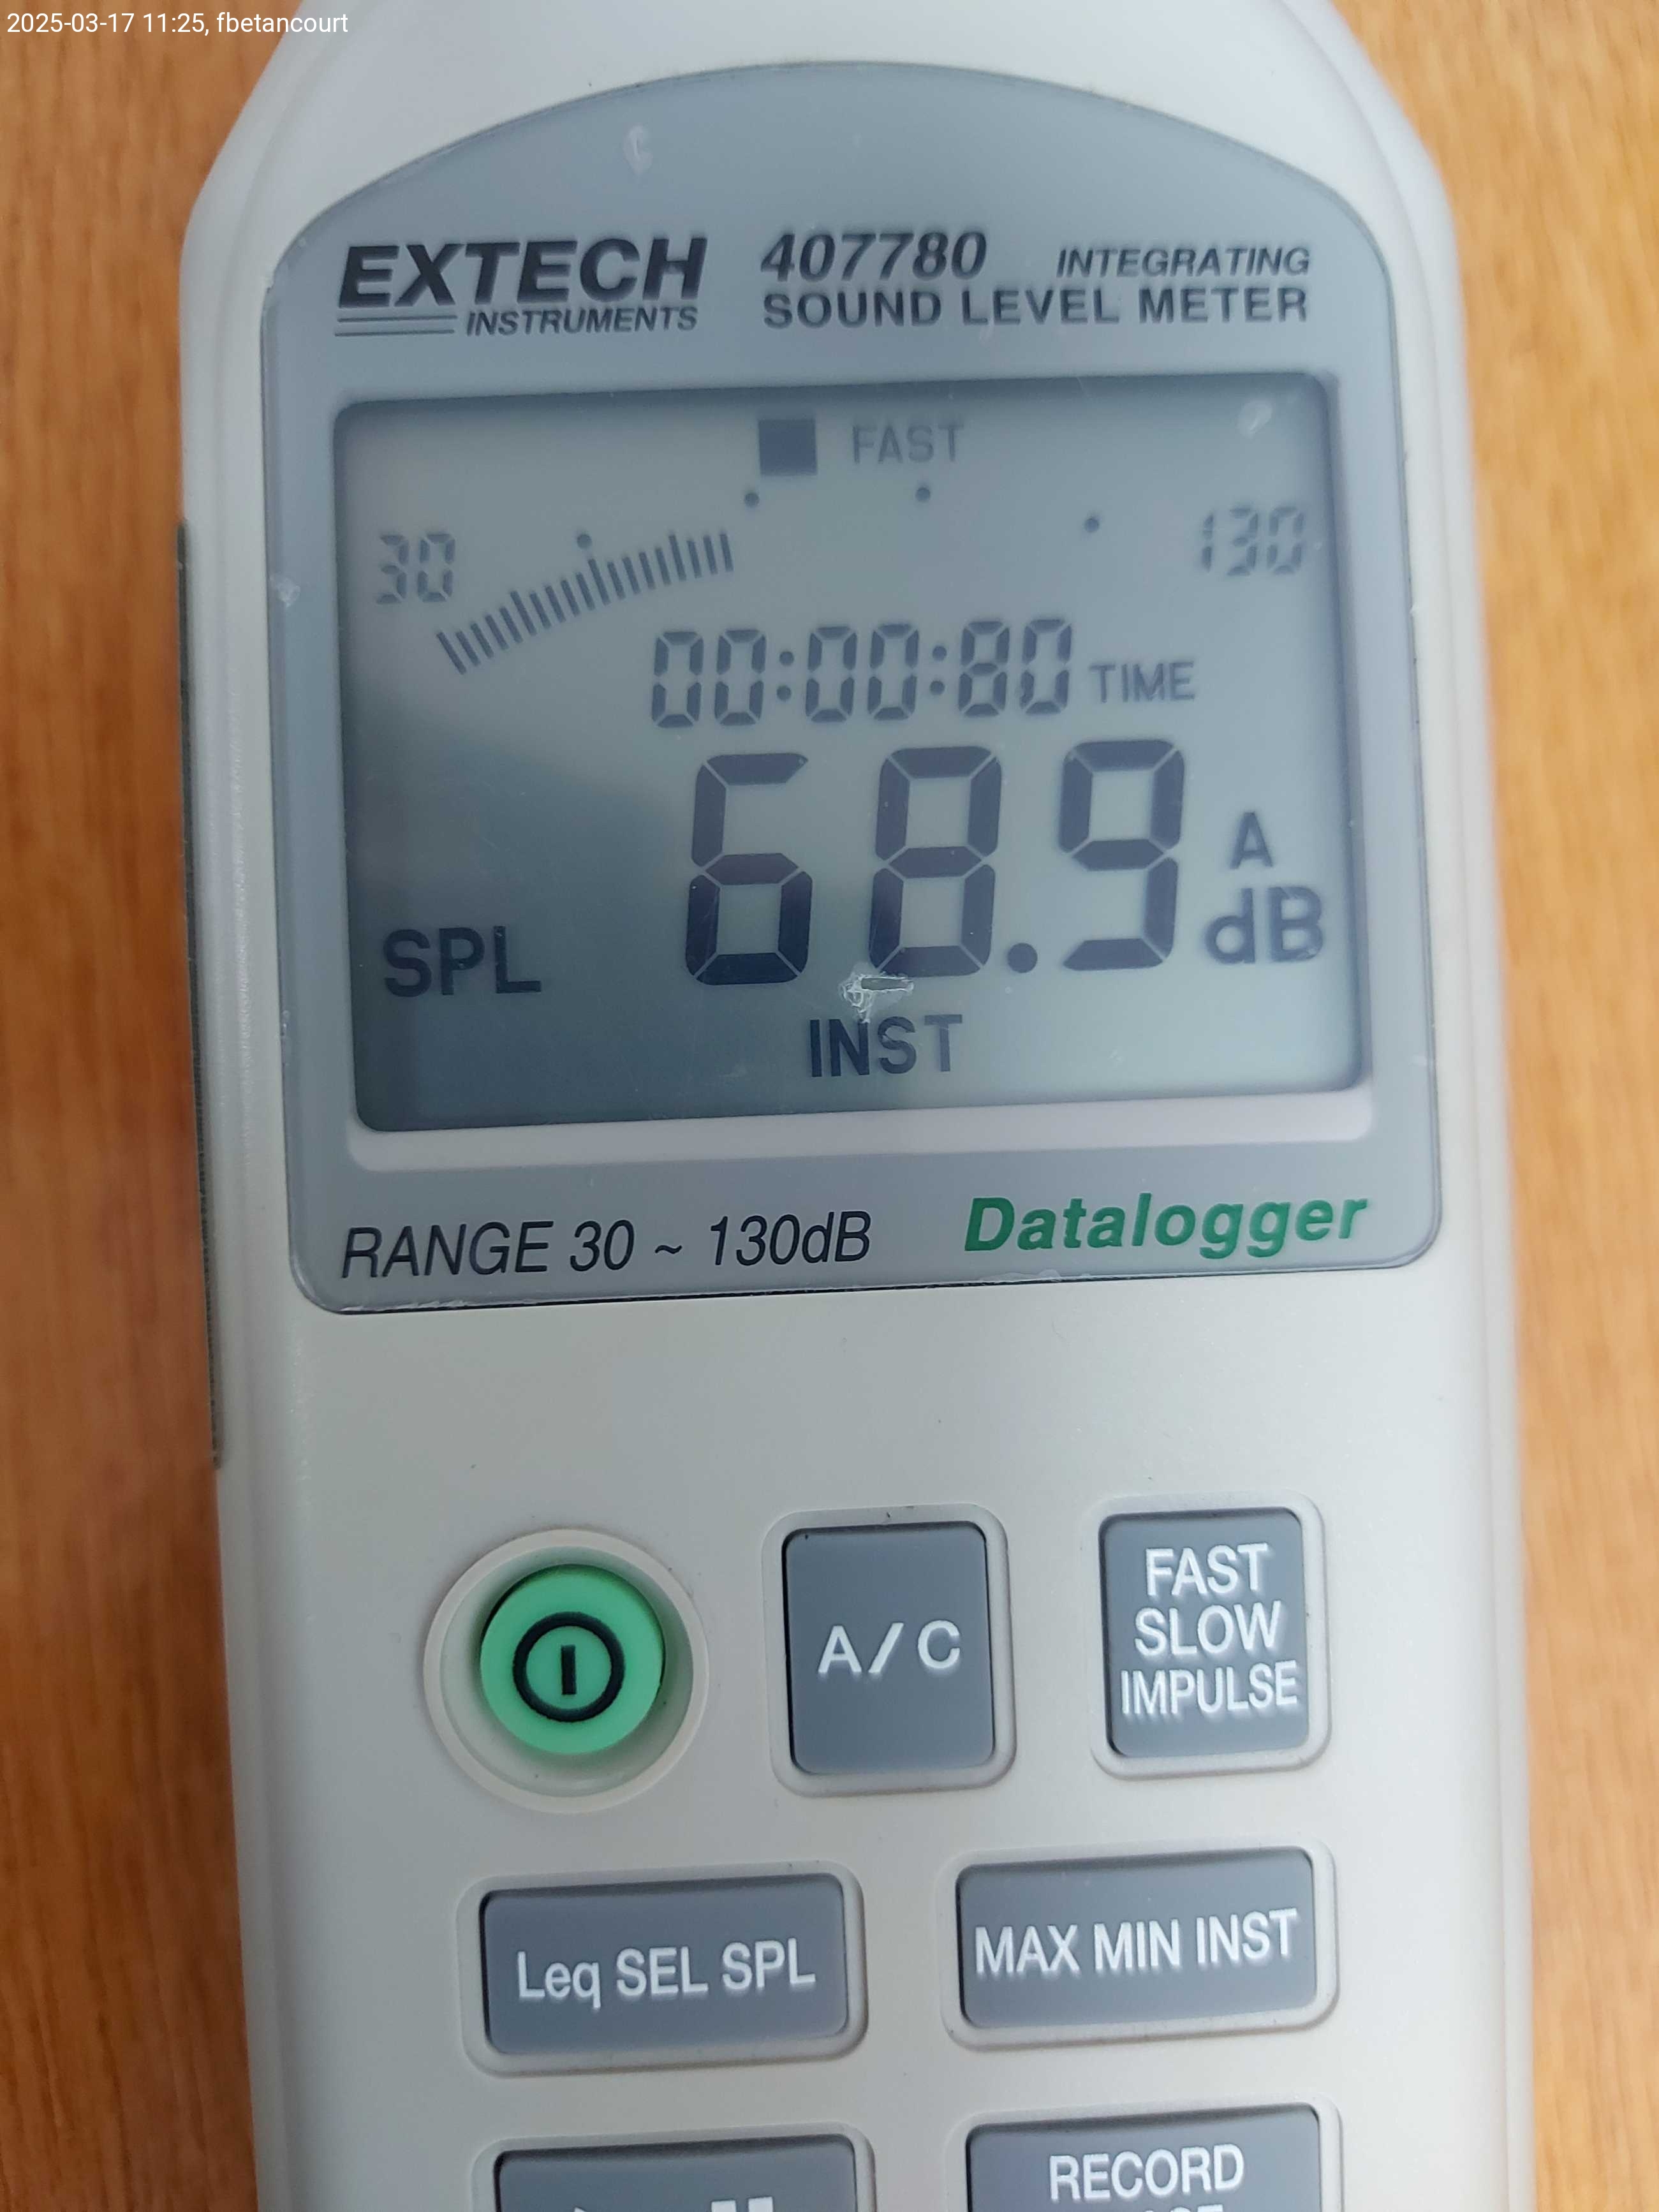 2025-03-17 11:25, fbetancourt
EXTECH
INSTRUMENTS
407780 INTEGRATING
SOUND LEVEL METER
FAST
30
130
00:00:80 TIME
68.9
A
dB
SPL
INST
RANGE 30 ~ 130dB
Datalogger
A/C
FAST
SLOW
IMPULSE
Leq SEL SPL
MAX MIN INST
RECORD